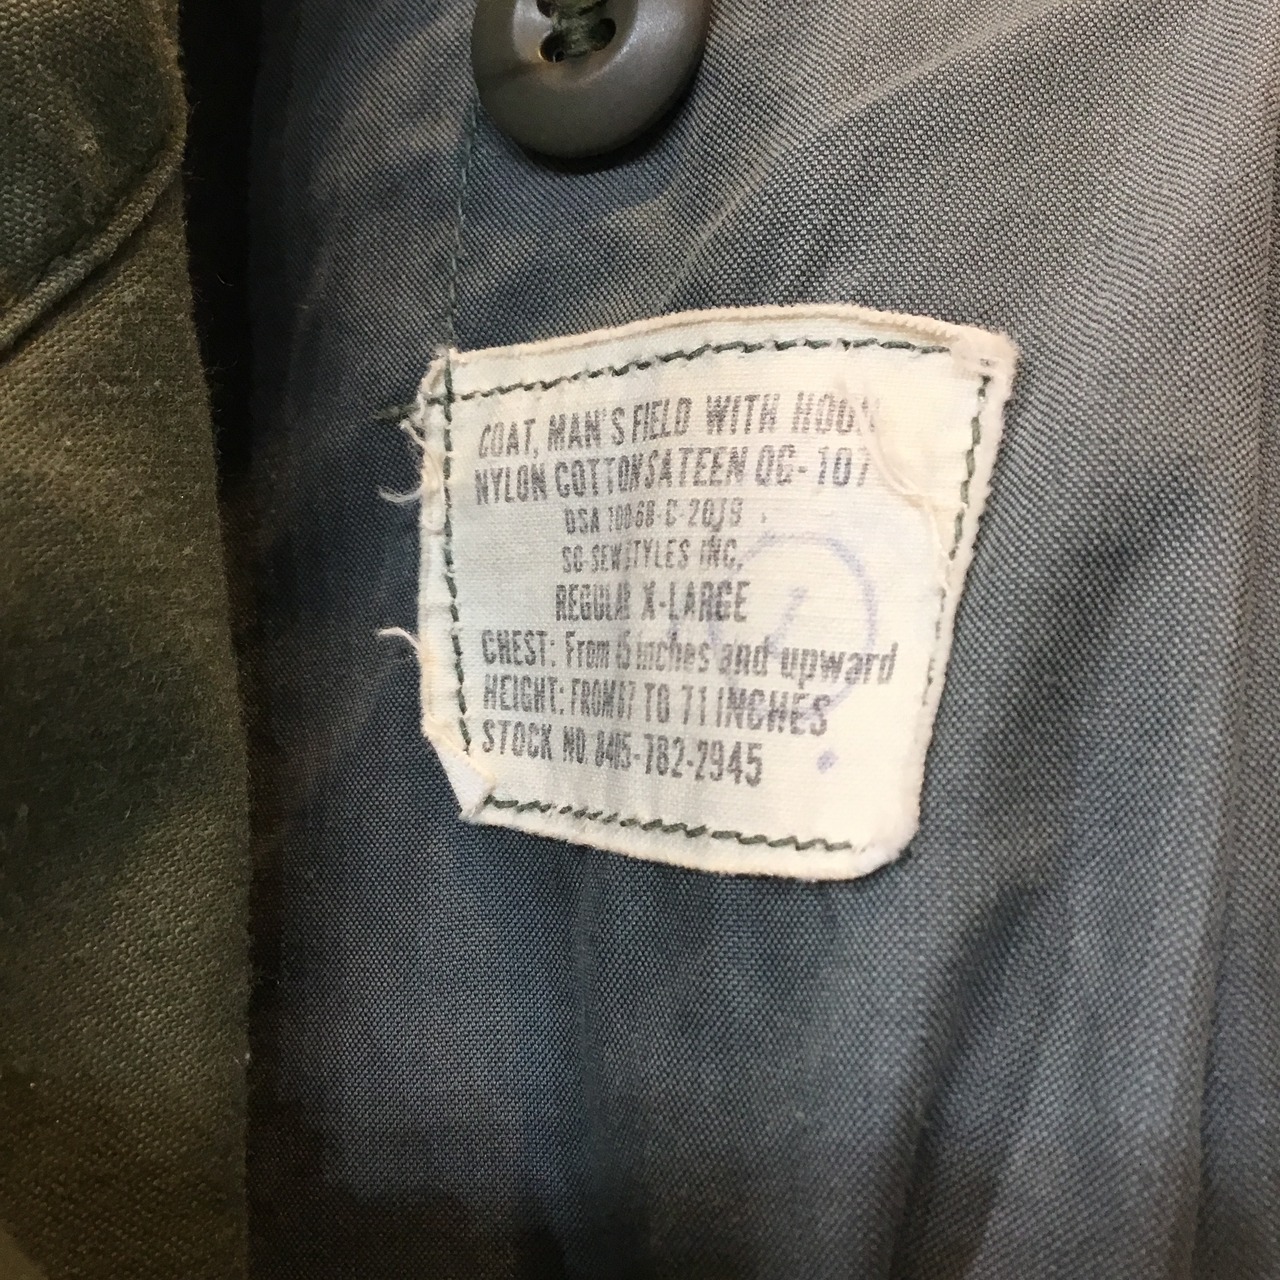 COAT, MAN'S FIELD WITH HOOD
NYLON COTTON SATEEN OG-107
DSA 100-68-C-2019
SO-SEW STYLES INC.
REGULAR X-LARGE
CHEST: From 45 inches and upward
HEIGHT: FROM 67 TO 71 INCHES
STOCK NO. 8405-782-2945